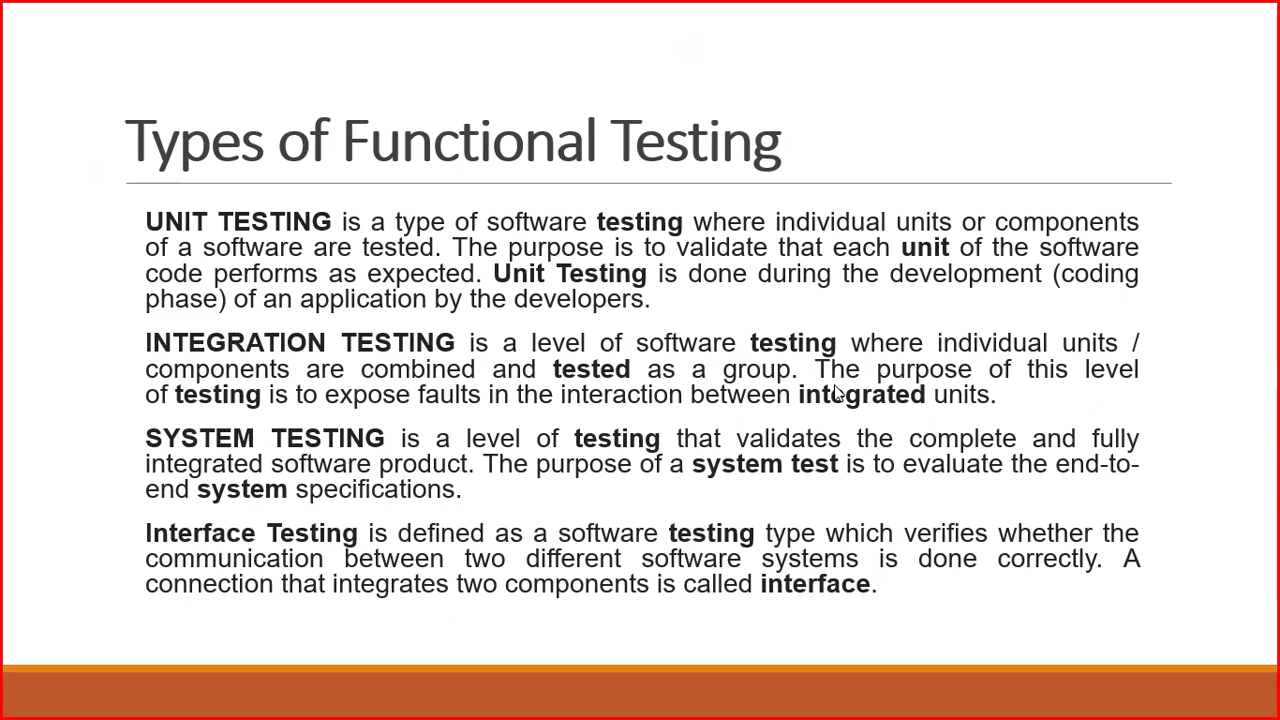 Types of Functional Testing
UNIT TESTING is a type of software testing where individual units or components
of a software are tested. The purpose is to validate that each unit of the software
code performs as expected. Unit Testing is done during the development (coding
phase) of an application by the developers.
INTEGRATION TESTING is a level of software testing where individual units /
components are combined and tested as a group. The purpose of this level
of testing is to expose faults in the interaction between integrated units.
SYSTEM TESTING is a level of testing that validates the complete and fully
integrated software product. The purpose of a system test is to evaluate the end-to-
end system specifications.
Interface Testing is defined as a software testing type which verifies whether the
communication between two different software systems is done correctly. A
connection that integrates two components is called interface.